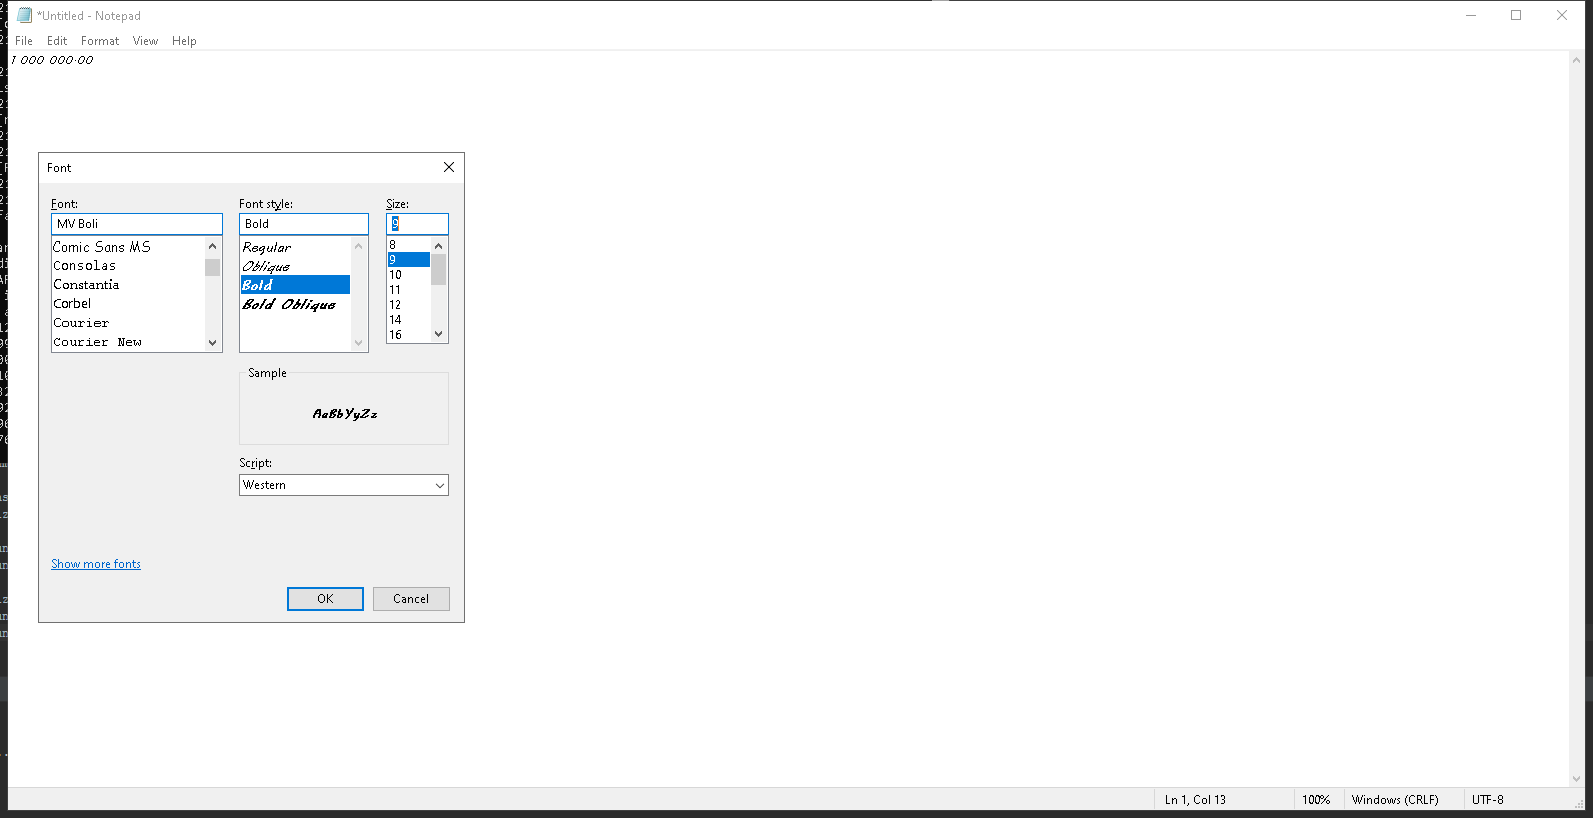 *Untitled - Notepad
File Edit Format View Help
1 000 000.00
Font
Font: Font style: Size:
MV Boli Bold 9
Comic Sans MS Regular 8
Consolas Oblique 9
Constantia Bold 10
Corbel Bold Oblique 11
Courier 12
Courier New 14
16
Sample
AaBbYyZz
Script:
Western
Show more fonts
OK Cancel
Ln 1, Col 13 100% Windows (CRLF) UTF-8